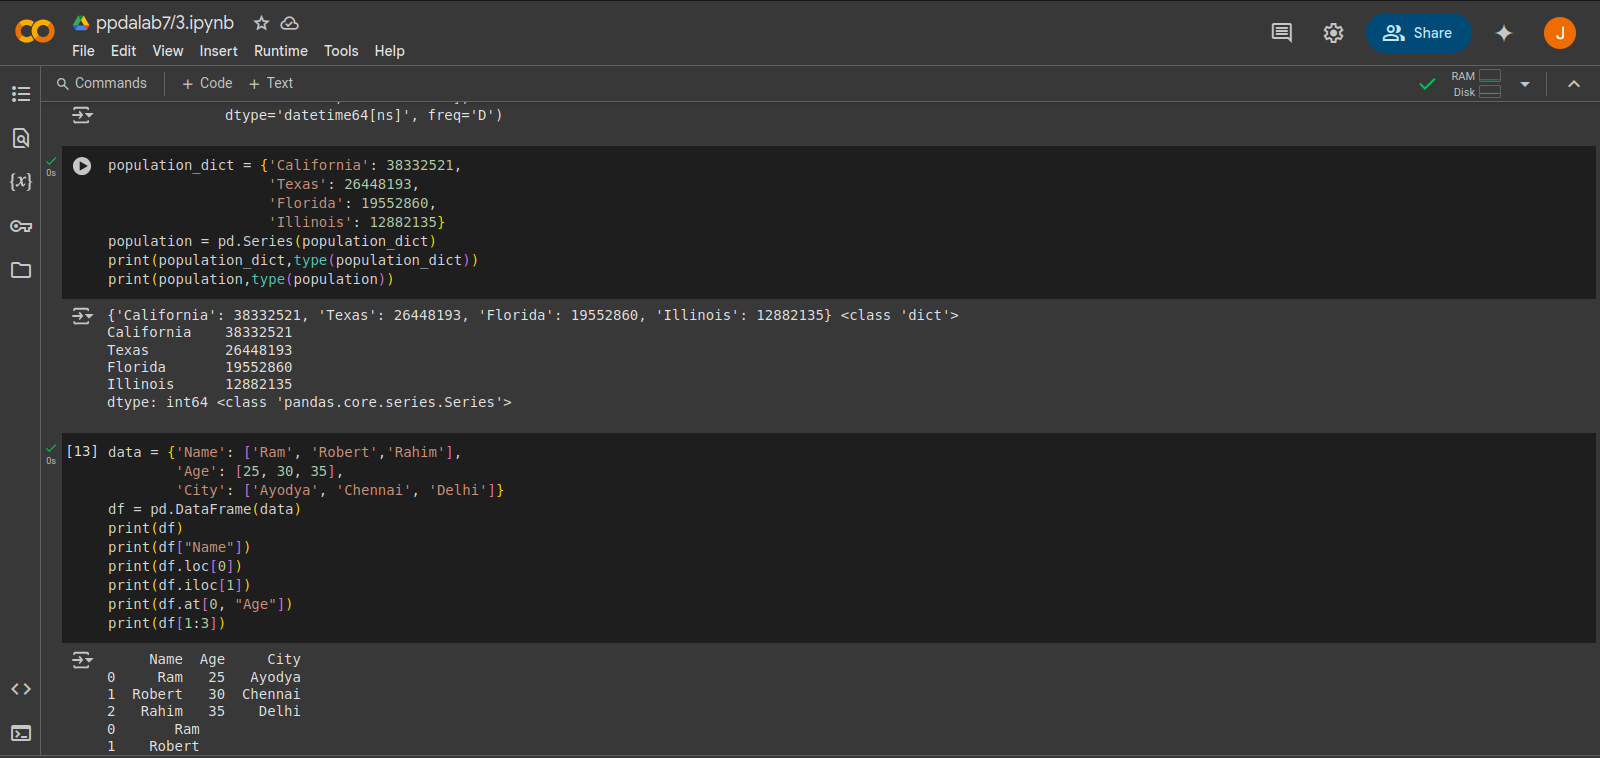 ppdalab7/3.ipynb
File Edit View Insert Runtime Tools Help
Share
J
Commands + Code + Text
RAM
Disk
dtype='datetime64[ns]', freq='D')
0s
population_dict = {'California': 38332521,
'Texas': 26448193,
'Florida': 19552860,
'Illinois': 12882135}
population = pd.Series(population_dict)
print(population_dict,type(population_dict))
print(population,type(population))
{'California': 38332521, 'Texas': 26448193, 'Florida': 19552860, 'Illinois': 12882135} <class 'dict'>
California    38332521
Texas         26448193
Florida       19552860
Illinois      12882135
dtype: int64 <class 'pandas.core.series.Series'>
0s
[13] data = {'Name': ['Ram', 'Robert','Rahim'],
'Age': [25, 30, 35],
'City': ['Ayodya', 'Chennai', 'Delhi']}
df = pd.DataFrame(data)
print(df)
print(df["Name"])
print(df.loc[0])
print(df.iloc[1])
print(df.at[0, "Age"])
print(df[1:3])
     Name  Age     City
0     Ram   25   Ayodya
1  Robert   30  Chennai
2   Rahim   35    Delhi
0       Ram
1    Robert
{x}